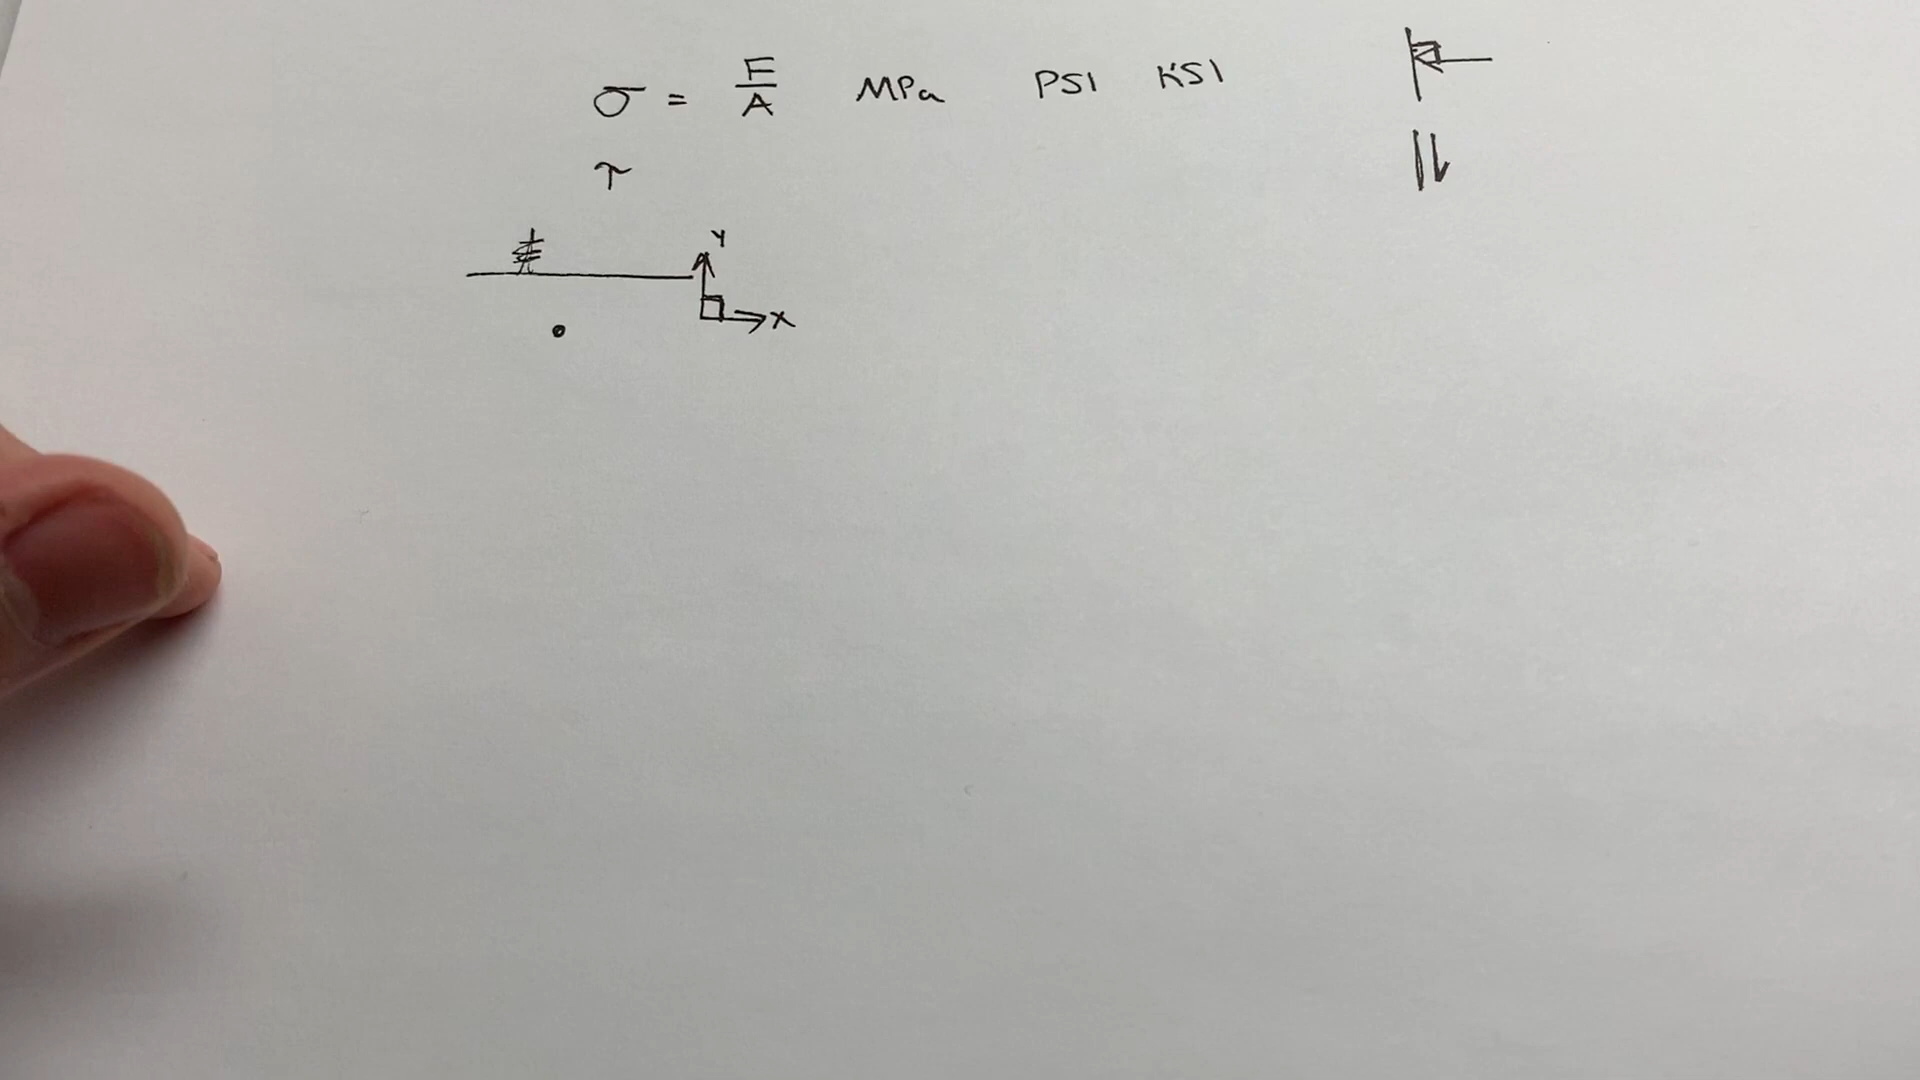 σ = F/A MPa PSI KSI
τ
Y
X